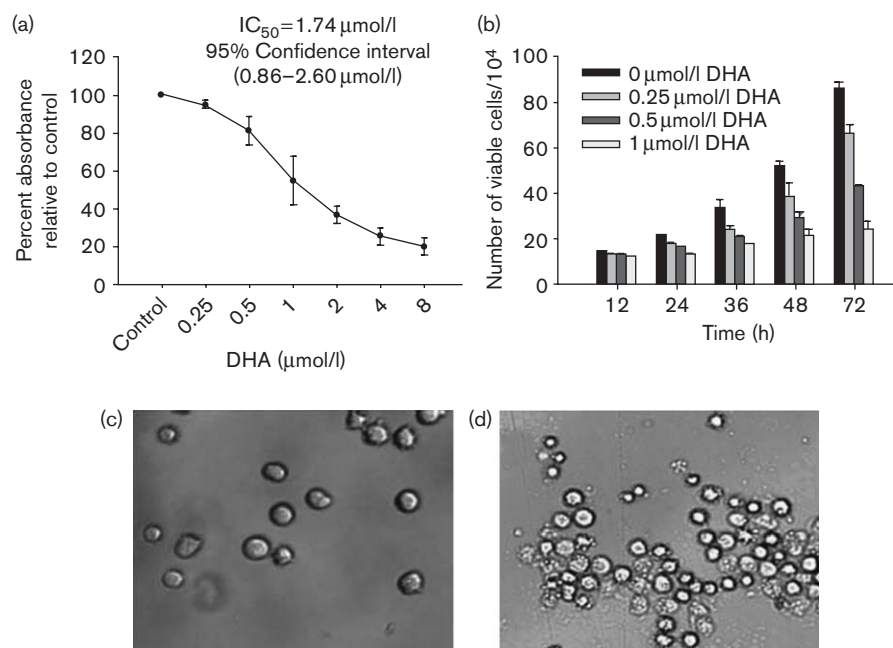 (a)
IC50=1.74 μmol/l
95% Confidence interval
(0.86–2.60 μmol/l)
Percent absorbance
relative to control
120
100
80
60
40
20
0
Control
0.25
0.5
1
2
4
8
DHA (μmol/l)
(b)
Number of viable cells/10⁴
100
80
60
40
20
0
0 μmol/l DHA
0.25 μmol/l DHA
0.5 μmol/l DHA
1 μmol/l DHA
12
24
36
48
72
Time (h)
(c)
(d)